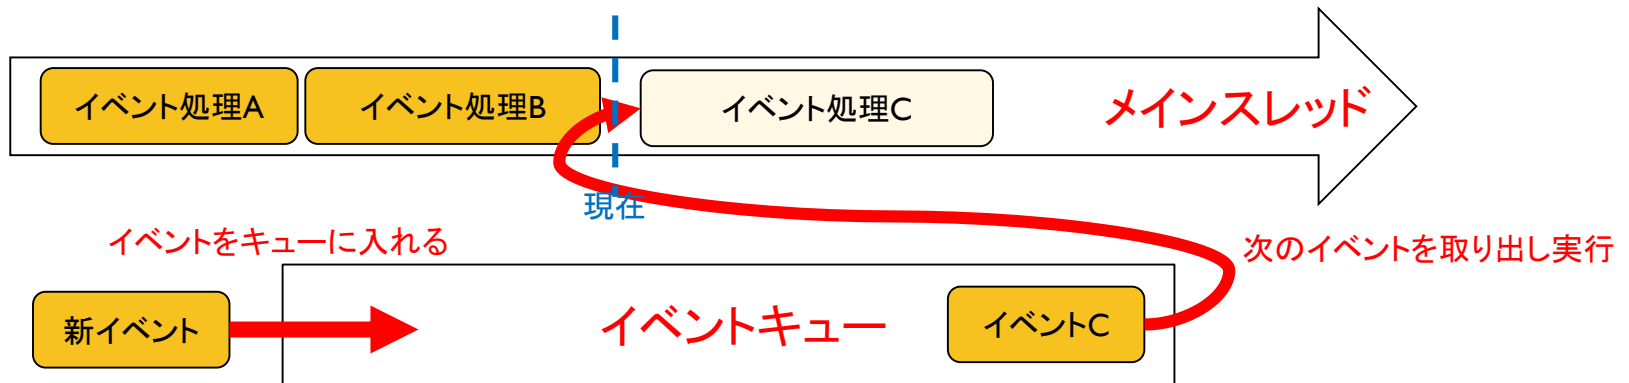 イベント処理A
イベント処理B
イベント処理C
メインスレッド
現在
イベントをキューに入れる
次のイベントを取り出し実行
新イベント
イベントキュー
イベントC